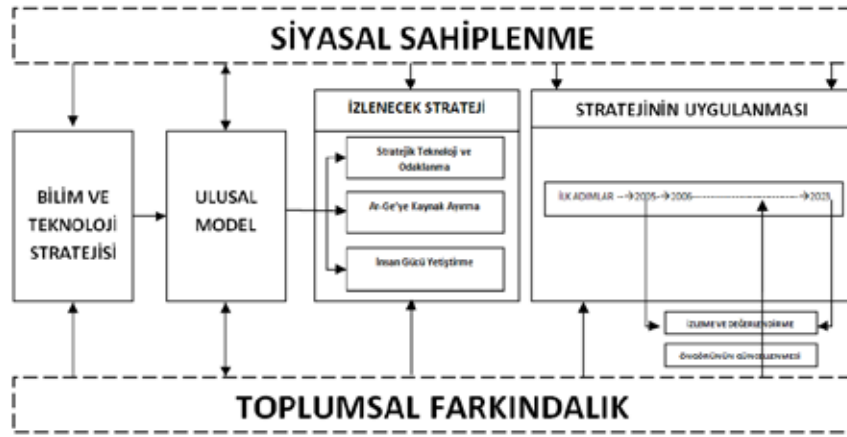 SİYASAL SAHİPLENME
BİLİM VE
TEKNOLOJİ
STRATEJİSİ
ULUSAL
MODEL
İZLENECEK STRATEJİ
Stratejik Teknoloji ve
Odaklanma
Ar-Ge'ye Kaynak Ayırma
İnsan Gücü Yetiştirme
STRATEJİNİN UYGULANMASI
İLK ADIMLAR 2005 2006 2023
İZLEME VE DEĞERLENDİRME
ÖNGÖRÜNÜN GÜNCELLENMESİ
TOPLUMSAL FARKINDALIK